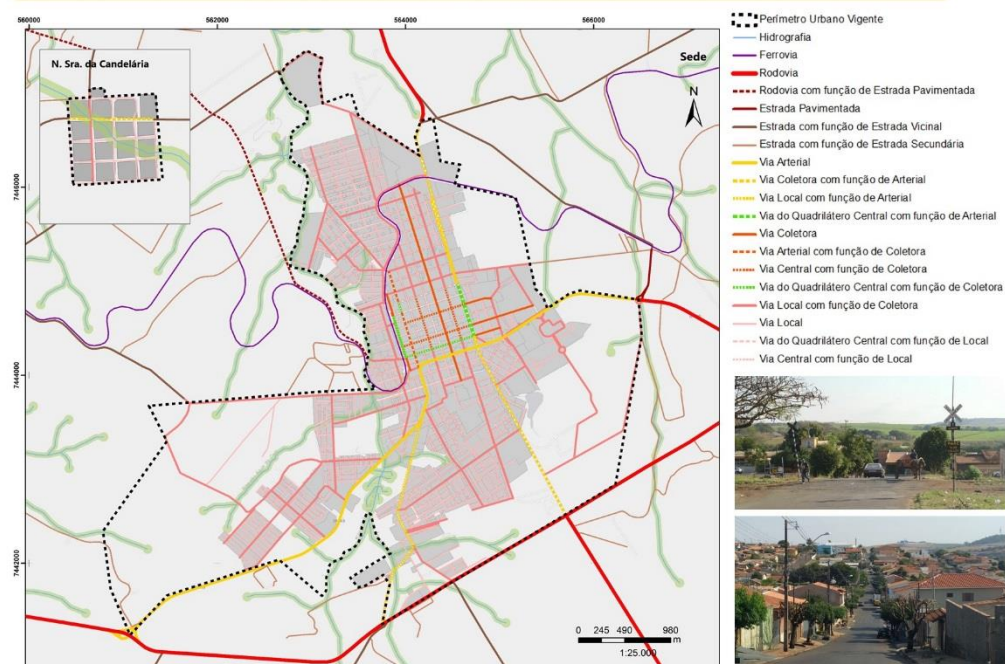 560000
562000
564000
566000
N. Sra. da Candelária
Sede
N
7446000
7444000
7442000
0 245 490 980
m
1:25.000
Perímetro Urbano Vigente
Hidrografia
Ferrovia
Rodovia
Rodovia com função de Estrada Pavimentada
Estrada Pavimentada
Estrada com função de Estrada Vicinal
Estrada com função de Estrada Secundária
Via Arterial
Via Coletora com função de Arterial
Via Local com função de Arterial
Via do Quadrilátero Central com função de Arterial
Via Coletora
Via Arterial com função de Coletora
Via Central com função de Coletora
Via do Quadrilátero Central com função de Coletora
Via Local com função de Coletora
Via Local
Via do Quadrilátero Central com função de Local
Via Central com função de Local